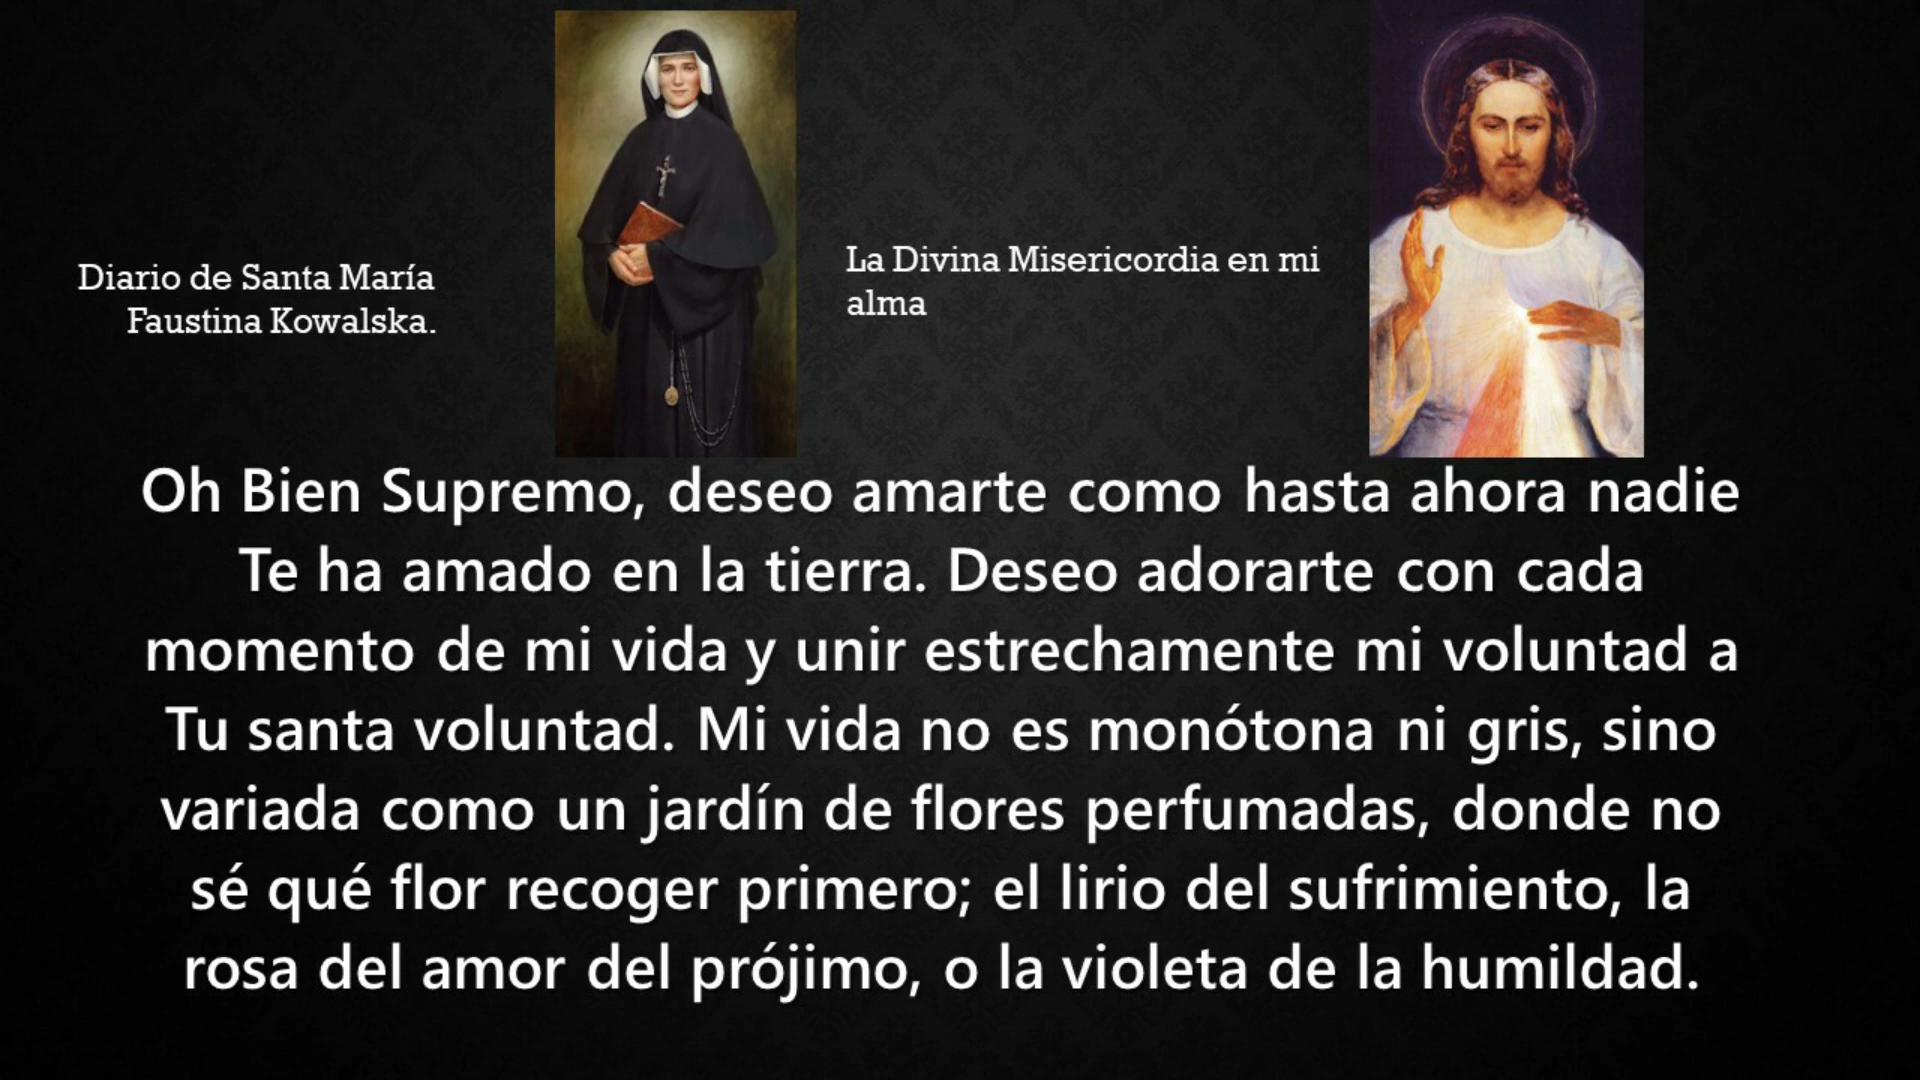 Diario de Santa María
Faustina Kowalska.
La Divina Misericordia en mi
alma
Oh Bien Supremo, deseo amarte como hasta ahora nadie
Te ha amado en la tierra. Deseo adorarte con cada
momento de mi vida y unir estrechamente mi voluntad a
Tu santa voluntad. Mi vida no es monótona ni gris, sino
variada como un jardín de flores perfumadas, donde no
sé qué flor recoger primero; el lirio del sufrimiento, la
rosa del amor del prójimo, o la violeta de la humildad.